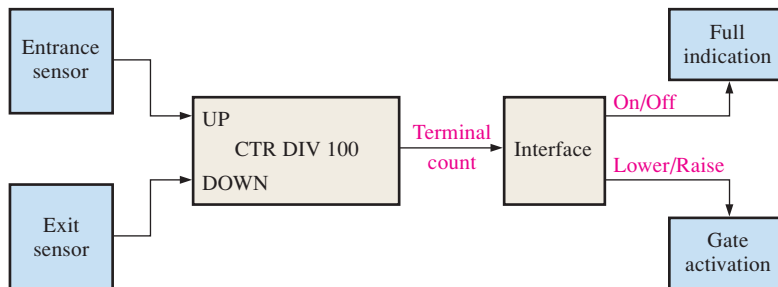 Entrance
sensor
UP
CTR DIV 100
DOWN
Exit
sensor
Terminal
count
Interface
On/Off
Full
indication
Lower/Raise
Gate
activation